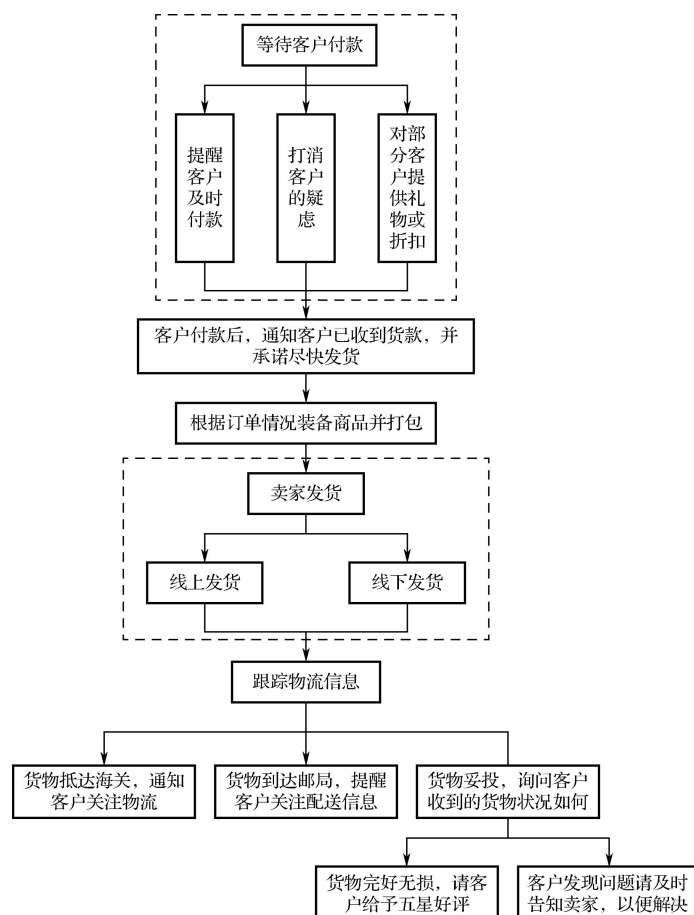 等待客户付款
提醒
客户
及时
付款
打消
客户
的疑
虑
对部
分客
户提
供礼
物或
折扣
客户付款后，通知客户已收到货款，并
承诺尽快发货
根据订单情况装备商品并打包
卖家发货
线上发货
线下发货
跟踪物流信息
货物抵达海关，通知
客户关注物流
货物到达邮局，提醒
客户关注配送信息
货物妥投，询问客户
收到的货物状况如何
货物完好无损，请客
户给予五星好评
客户发现问题请及时
告知卖家，以便解决